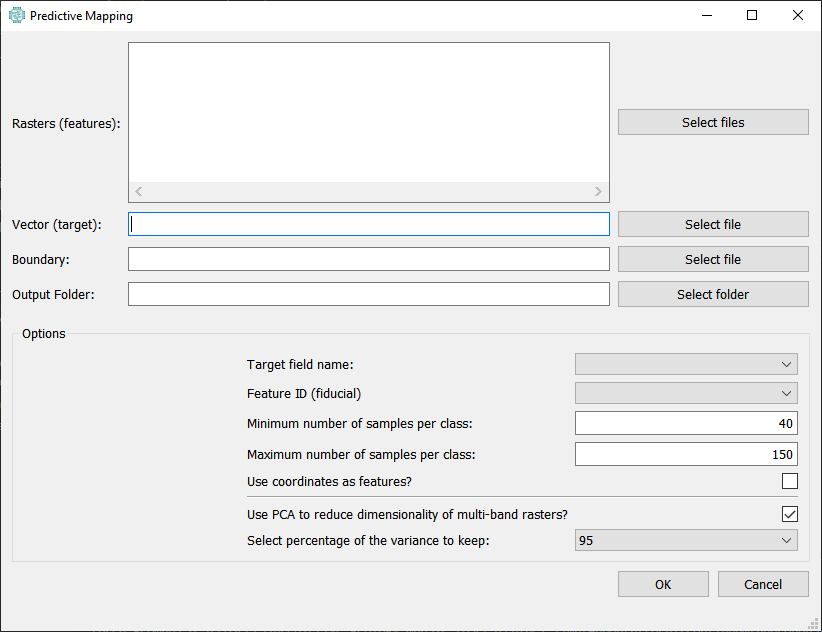 Predictive Mapping
Rasters (features):
Select files
Vector (target):
Select file
Boundary:
Select file
Output Folder:
Select folder
Options
Target field name:
Feature ID (fiducial)
Minimum number of samples per class:
40
Maximum number of samples per class:
150
Use coordinates as features?
Use PCA to reduce dimensionality of multi-band rasters?
Select percentage of the variance to keep:
95
OK
Cancel